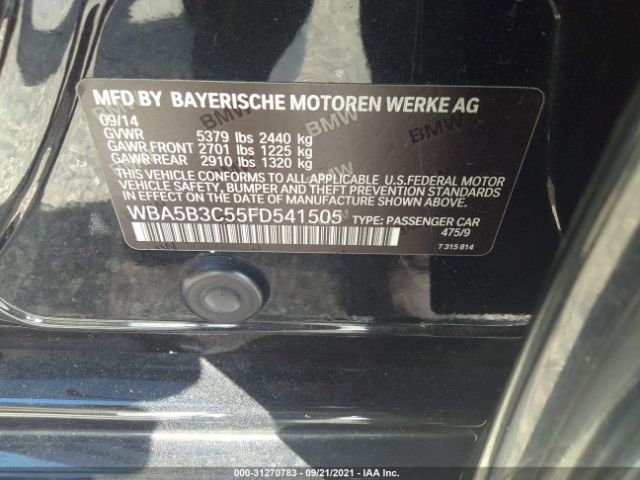 MFD BY BAYERISCHE MOTOREN WERKE AG
09/14
GVWR 5379 lbs 2440 kg
GAWR FRONT 2701 lbs 1225 kg
GAWR REAR 2910 lbs 1320 kg
THIS VEHICLE CONFORMS TO ALL APPLICABLE U.S.FEDERAL MOTOR
VEHICLE SAFETY, BUMPER, AND THEFT PREVENTION STANDARDS
IN EFFECT ON THE DATE OF MANUFACTURE SHOWN ABOVE.
WBA5B3C55FD541505 TYPE: PASSENGER CAR
475/9
7 315 814
000-31270783 - 09/21/2021 - IAA Inc.